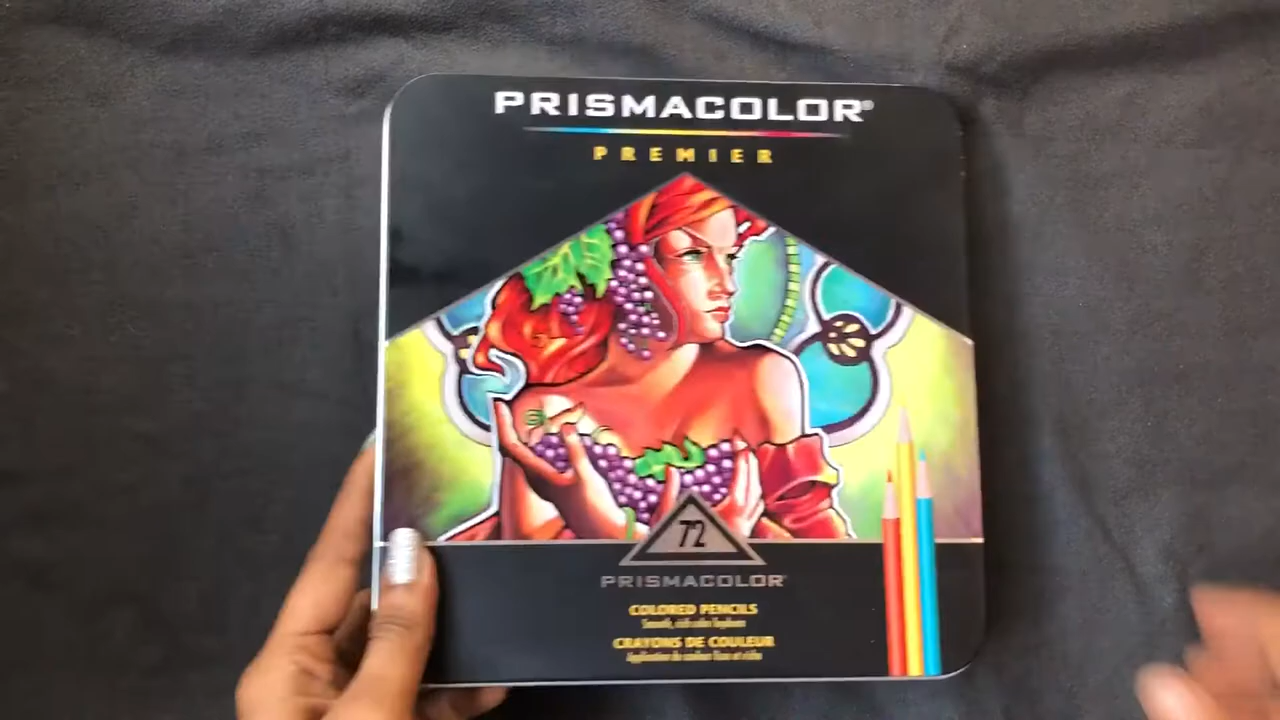 PRISMACOLOR®
PREMIER
72
PRISMACOLOR®
COLORED PENCILS
CRAYONS DE COULEUR